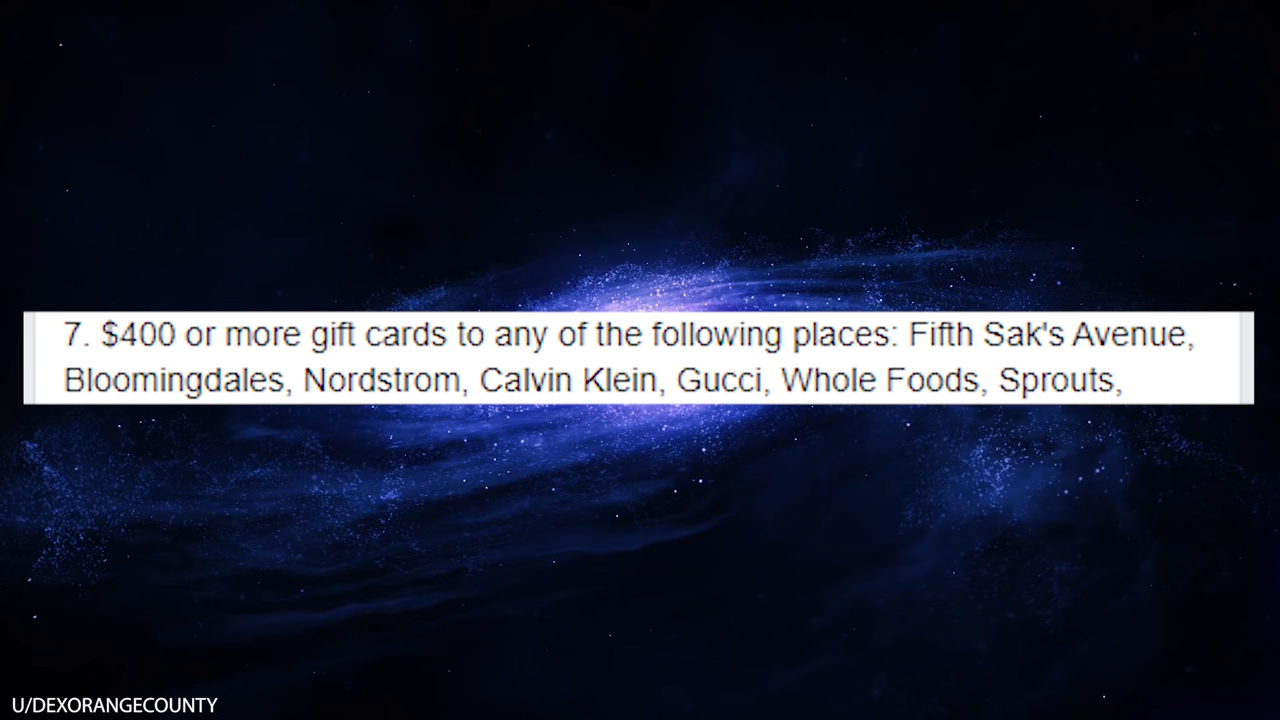 7. $400 or more gift cards to any of the following places: Fifth Sak's Avenue,
Bloomingdales, Nordstrom, Calvin Klein, Gucci, Whole Foods, Sprouts,
U/DEXORANGECOUNTY